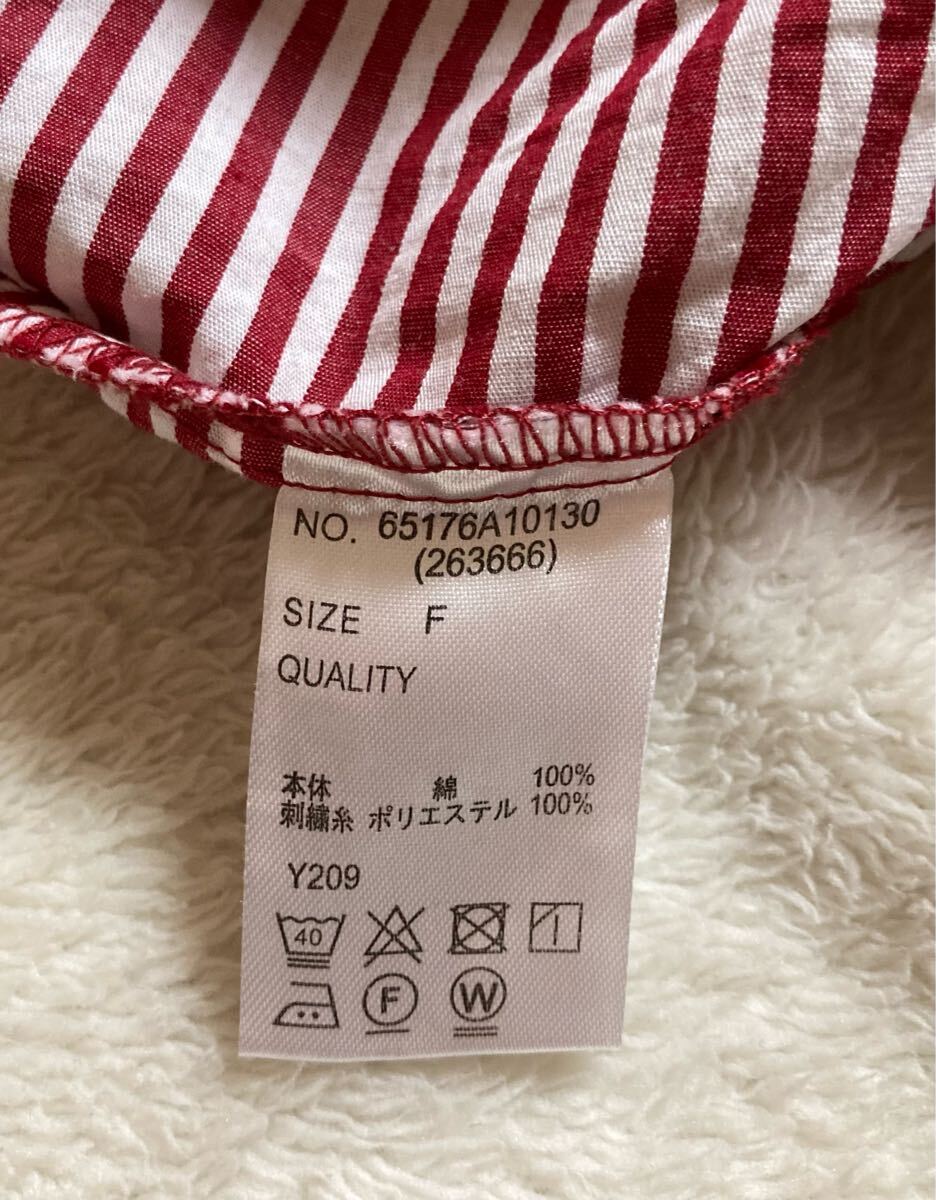 NO. 65176A10130
(263666)
SIZE F
QUALITY
本体 綿 100%
刺繍糸 ポリエステル 100%
Y209
40
F W